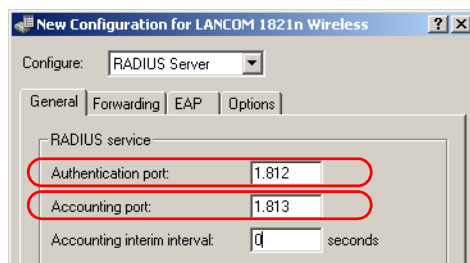 New Configuration for LANCOM 1821n Wireless
Configure: RADIUS Server
General Forwarding EAP Options
RADIUS service
Authentication port: 1.812
Accounting port: 1.813
Accounting interim interval: 0 seconds